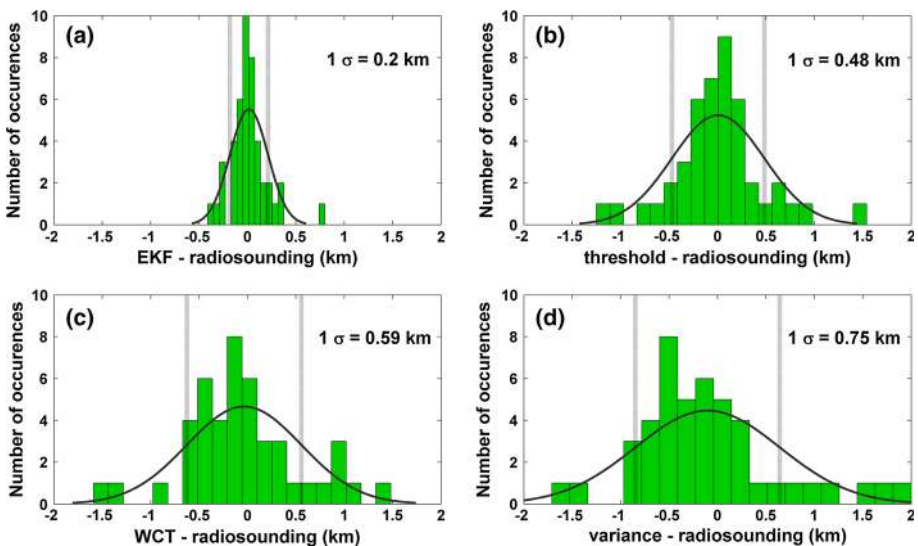 (a)
1 σ = 0.2 km
Number of occurences
10
8
6
4
2
0
-2 -1.5 -1 -0.5 0 0.5 1 1.5 2
EKF - radiosounding (km)
(b)
1 σ = 0.48 km
Number of occurences
10
8
6
4
2
0
-2 -1.5 -1 -0.5 0 0.5 1 1.5 2
threshold - radiosounding (km)
(c)
1 σ = 0.59 km
Number of occurences
10
8
6
4
2
0
-2 -1.5 -1 -0.5 0 0.5 1 1.5 2
WCT - radiosounding (km)
(d)
1 σ = 0.75 km
Number of occurences
10
8
6
4
2
0
-2 -1.5 -1 -0.5 0 0.5 1 1.5 2
variance - radiosounding (km)